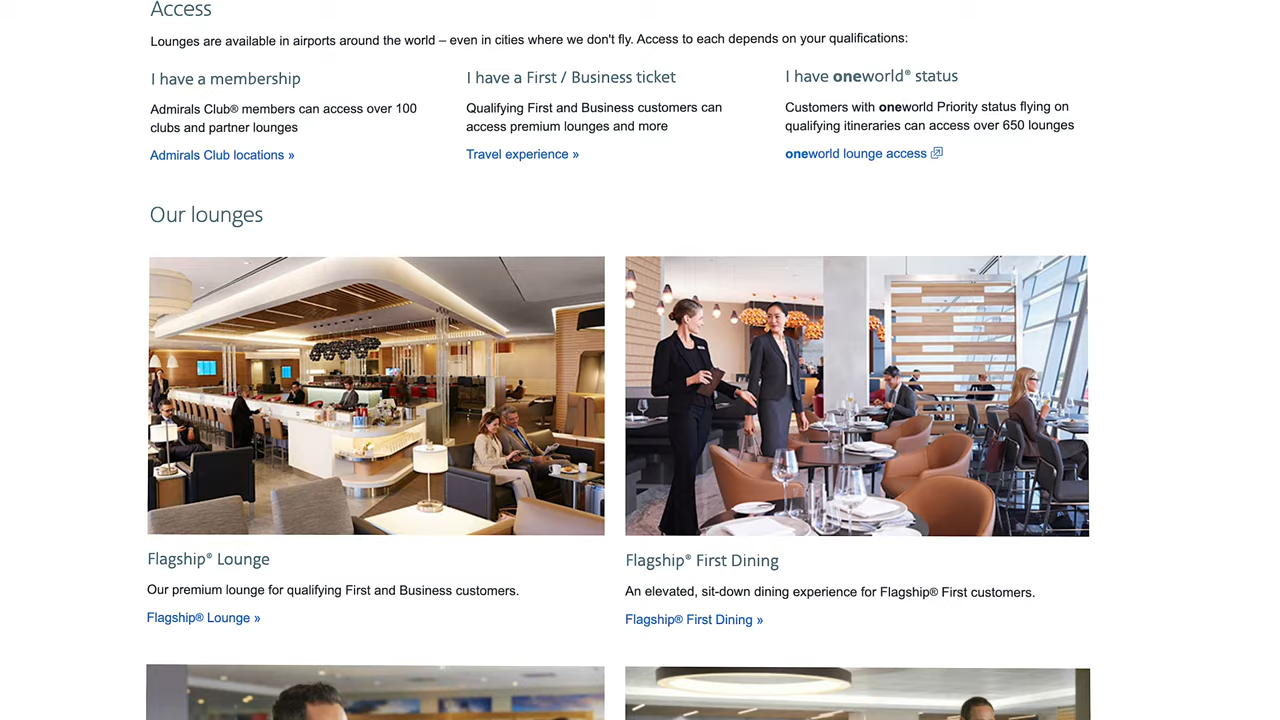 Access
Lounges are available in airports around the world – even in cities where we don't fly. Access to each depends on your qualifications:
I have a membership
Admirals Club® members can access over 100
clubs and partner lounges
Admirals Club locations »
I have a First / Business ticket
Qualifying First and Business customers can
access premium lounges and more
Travel experience »
I have oneworld® status
Customers with oneworld Priority status flying on
qualifying itineraries can access over 650 lounges
oneworld lounge access
Our lounges
Flagship® Lounge
Our premium lounge for qualifying First and Business customers.
Flagship® Lounge »
Flagship® First Dining
An elevated, sit-down dining experience for Flagship® First customers.
Flagship® First Dining »